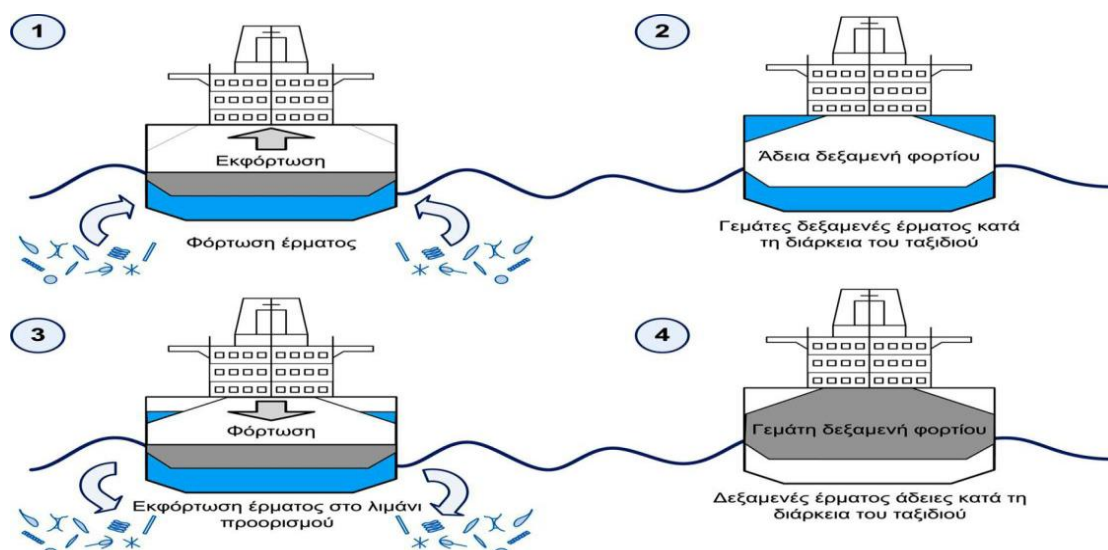 1
Εκφόρτωση
Φόρτωση έρματος
2
Άδεια δεξαμενή φορτίου
Γεμάτες δεξαμενές έρματος κατά
τη διάρκεια του ταξιδιού
3
Φόρτωση
Εκφόρτωση έρματος στο λιμάνι
προορισμού
4
Γεμάτη δεξαμενή φορτίου
Δεξαμενές έρματος άδειες κατά τη
διάρκεια του ταξιδιού